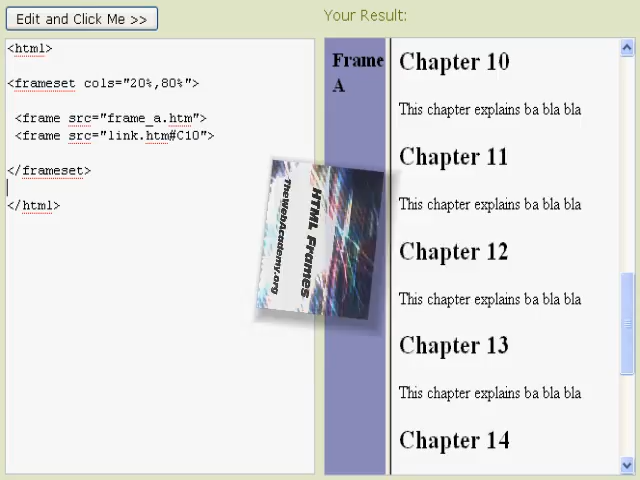 Edit and Click Me >>
<html>
<frameset cols="20%,80%">
<frame src="frame_a.htm">
<frame src="link.htm#C10">
</frameset>
</html>
Your Result:
Frame
A
Chapter 10
This chapter explains ba bla bla
Chapter 11
This chapter explains ba bla bla
Chapter 12
This chapter explains ba bla bla
Chapter 13
This chapter explains ba bla bla
Chapter 14
HTML Frames
TheWebAcademy.org